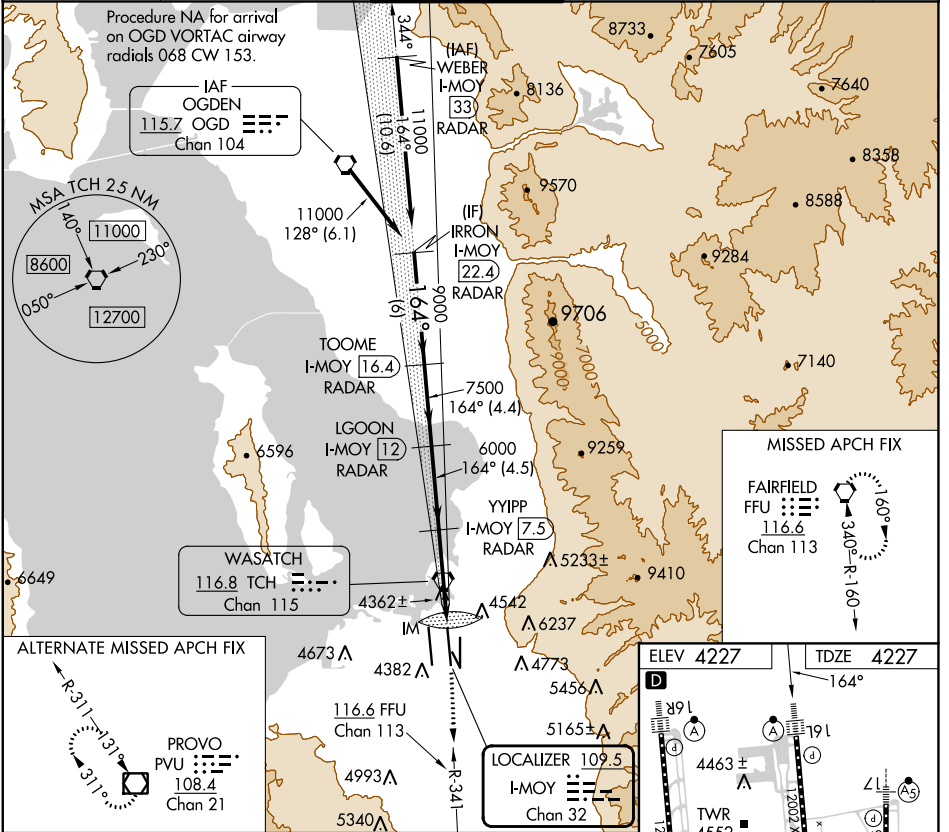 Procedure NA for arrival
on OGD VORTAC airway
radials 068 CW 153.
IAF
OGDEN
115.7 OGD
Chan 104
344°
(IAF)
WEBER
I-MOY
33
RADAR
11000
164°
(10.6)
8733
7605
7640
8136
8358
8588
9570
9284
MSA TCH 25 NM
140°
11000
230°
8600
050°
12700
11000
128° (6.1)
(IF)
IRRON
I-MOY
22.4
RADAR
9000
164°
(6)
9706
5000
7000
9000
7140
TOOME
I-MOY 16.4
RADAR
7500
164° (4.4)
LGOON
I-MOY 12
RADAR
6000
164° (4.5)
6596
9259
YYIPP
I-MOY 7.5
RADAR
MISSED APCH FIX
FAIRFIELD
FFU
116.6
Chan 113
160°
340°
R-160
WASATCH
116.8 TCH
Chan 115
5233±
9410
6649
4362±
4542
IM
6237
4673
4382
4773
5456
5165±
116.6 FFU
Chan 113
R-341
4993
5340
ALTERNATE MISSED APCH FIX
R-311
131°
311°
PROVO
PVU
108.4
Chan 21
LOCALIZER 109.5
I-MOY
Chan 32
ELEV 4227
TDZE 4227
D
164°
16R
A
A
16L
P
P
4463 ±
12002
17
A5
P
TWR
12